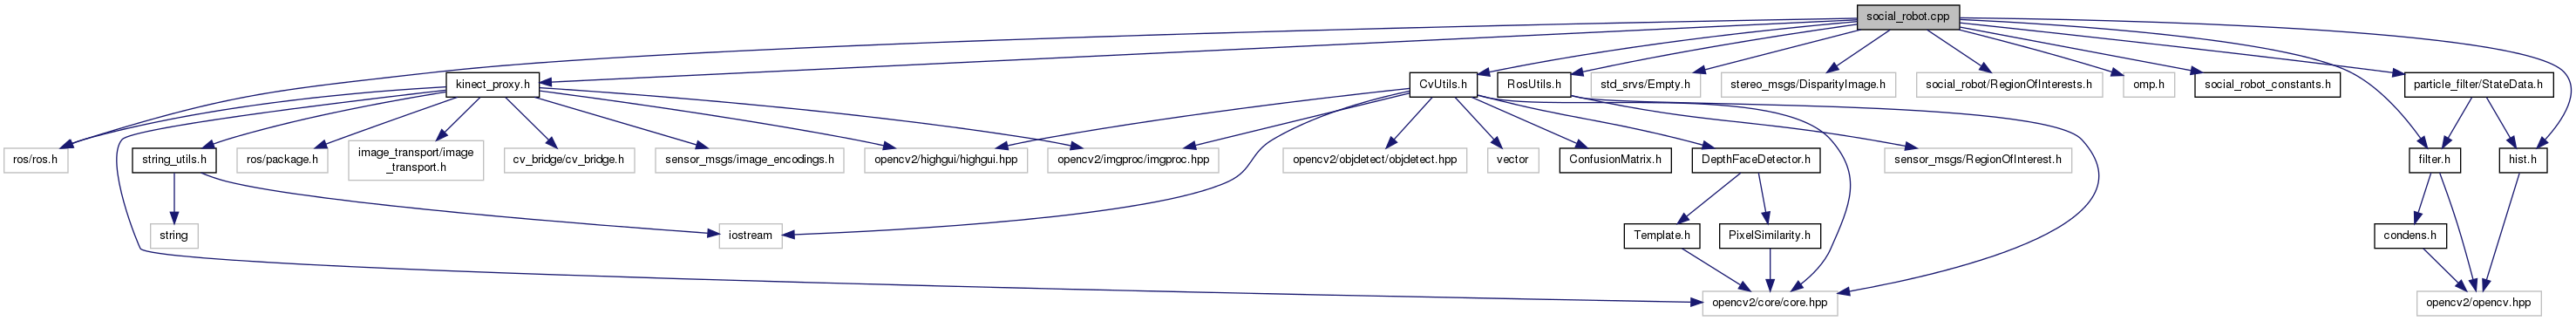 social_robot.cpp
kinect_proxy.h
CvUtils.h
RosUtils.h
std_srvs/Empty.h
stereo_msgs/DisparityImage.h
social_robot/RegionOfInterests.h
omp.h
social_robot_constants.h
particle_filter/StateData.h
ros/ros.h
string_utils.h
ros/package.h
image_transport/image
_transport.h
cv_bridge/cv_bridge.h
sensor_msgs/image_encodings.h
opencv2/highgui/highgui.hpp
opencv2/imgproc/imgproc.hpp
opencv2/objdetect/objdetect.hpp
vector
ConfusionMatrix.h
DepthFaceDetector.h
sensor_msgs/RegionOfInterest.h
filter.h
hist.h
string
iostream
Template.h
PixelSimilarity.h
condens.h
opencv2/core/core.hpp
opencv2/opencv.hpp